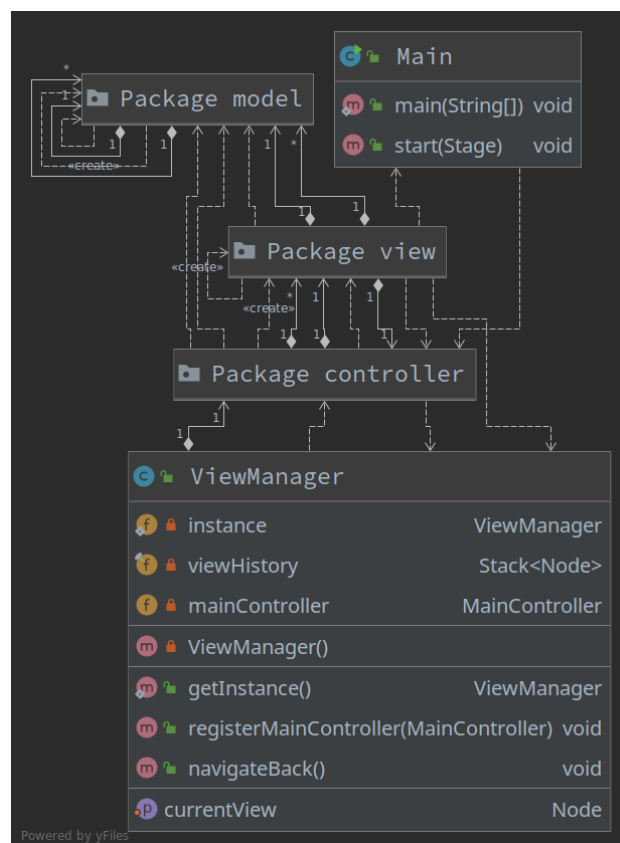 Main
main(String[]) void
start(Stage) void
*
Package model
1
1
1
«create»
1
*
1
1
Package view
«create»
«create»
*
1
1
1
1
1
Package controller
1
1
ViewManager
instance ViewManager
viewHistory Stack<Node>
mainController MainController
ViewManager()
getInstance() ViewManager
registerMainController(MainController) void
navigateBack() void
currentView Node
Powered by yFiles